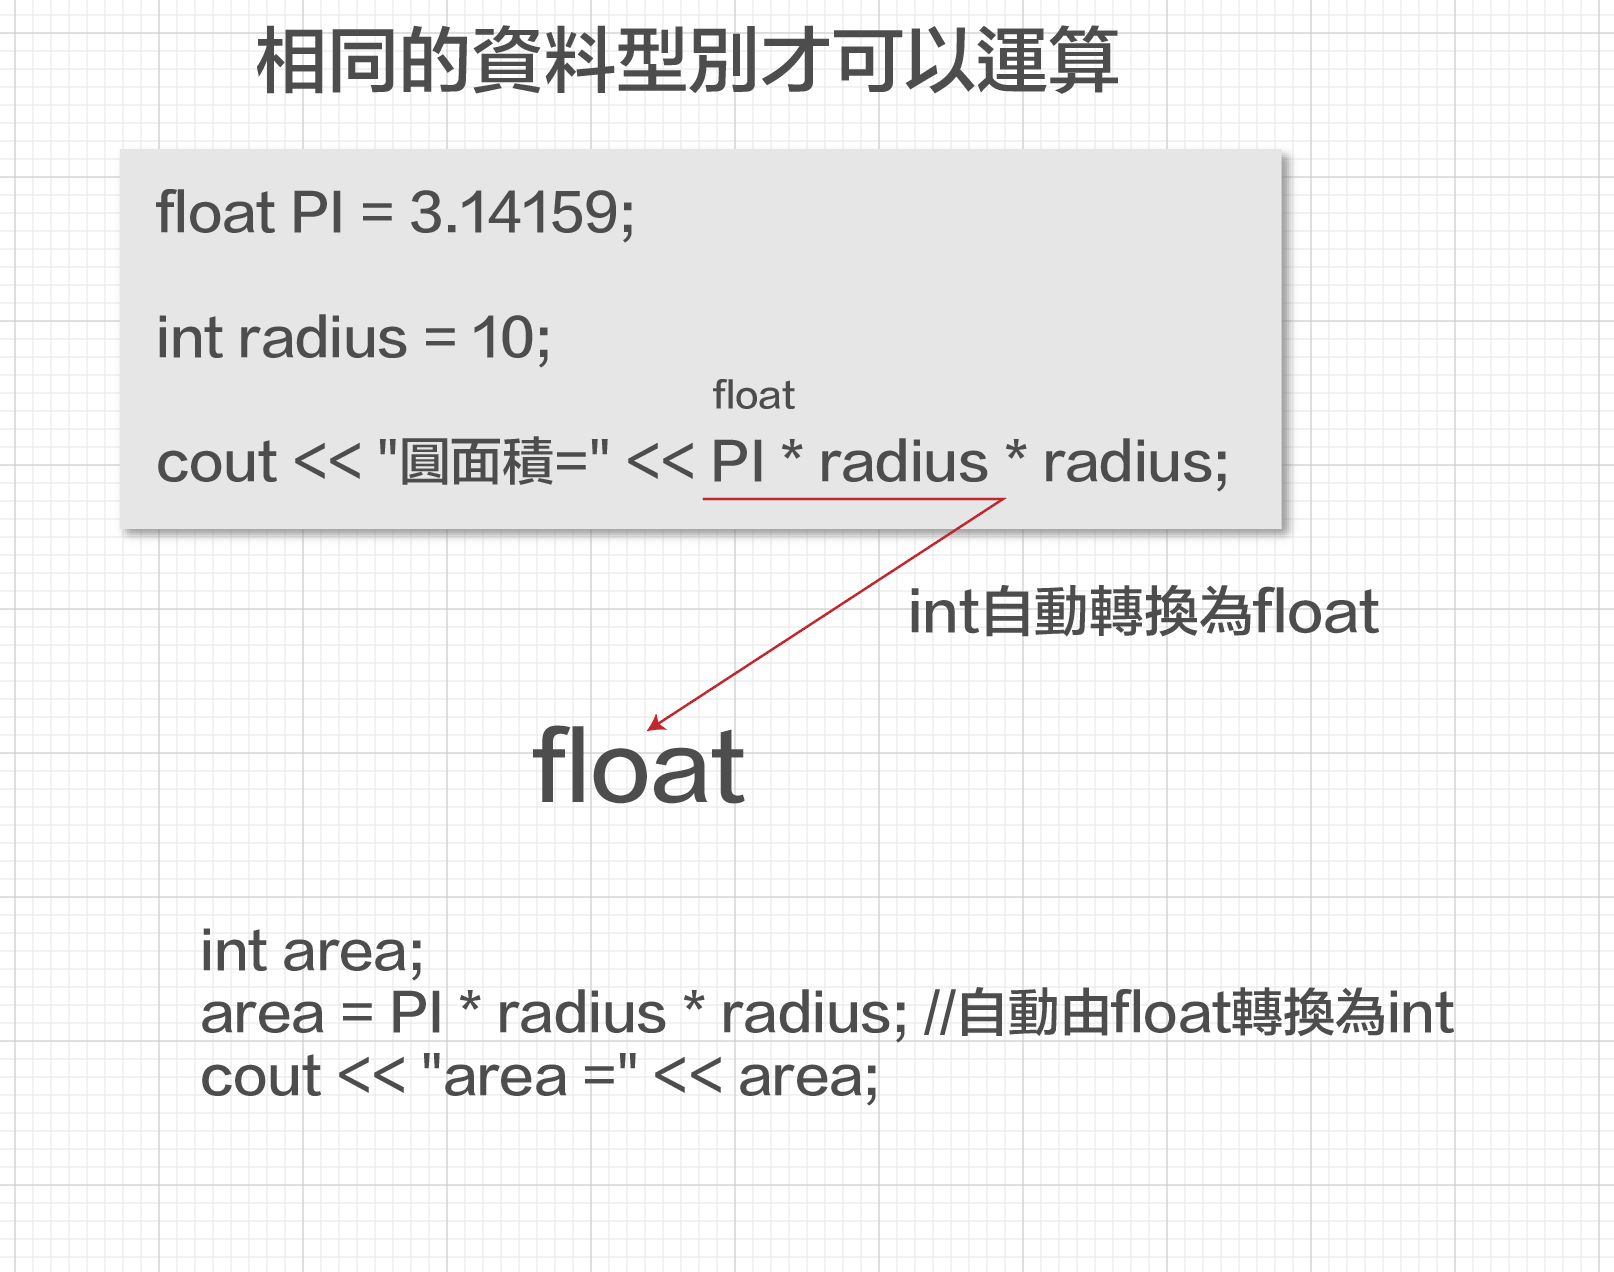 相同的資料型別才可以運算
float PI = 3.14159;
int radius = 10;
float
cout << "圓面積=" << PI * radius * radius;
int自動轉換為float
float
int area;
area = PI * radius * radius; //自動由float轉換為int
cout << "area =" << area;